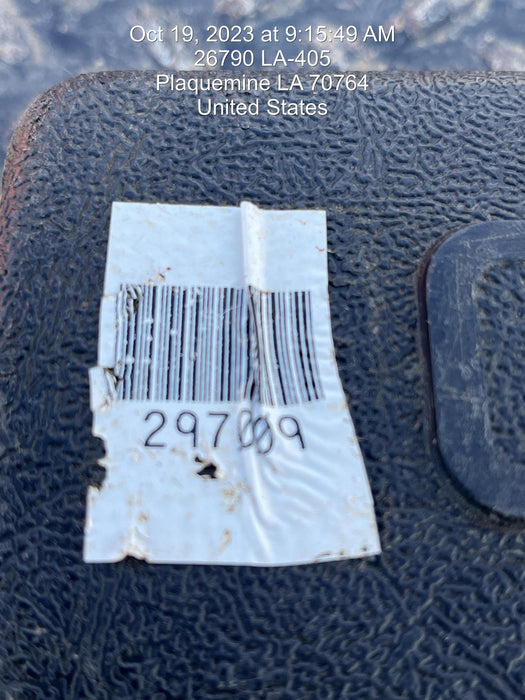 Oct 19, 2023 at 9:15:49 AM
26790 LA-405
Plaquemine LA 70764
United States
297009